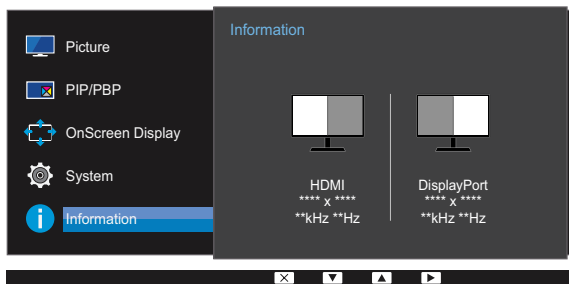 Picture
PIP/PBP
OnScreen Display
System
Information
Information
HDMI
**** x ****
**kHz **Hz
DisplayPort
**** x ****
**kHz **Hz